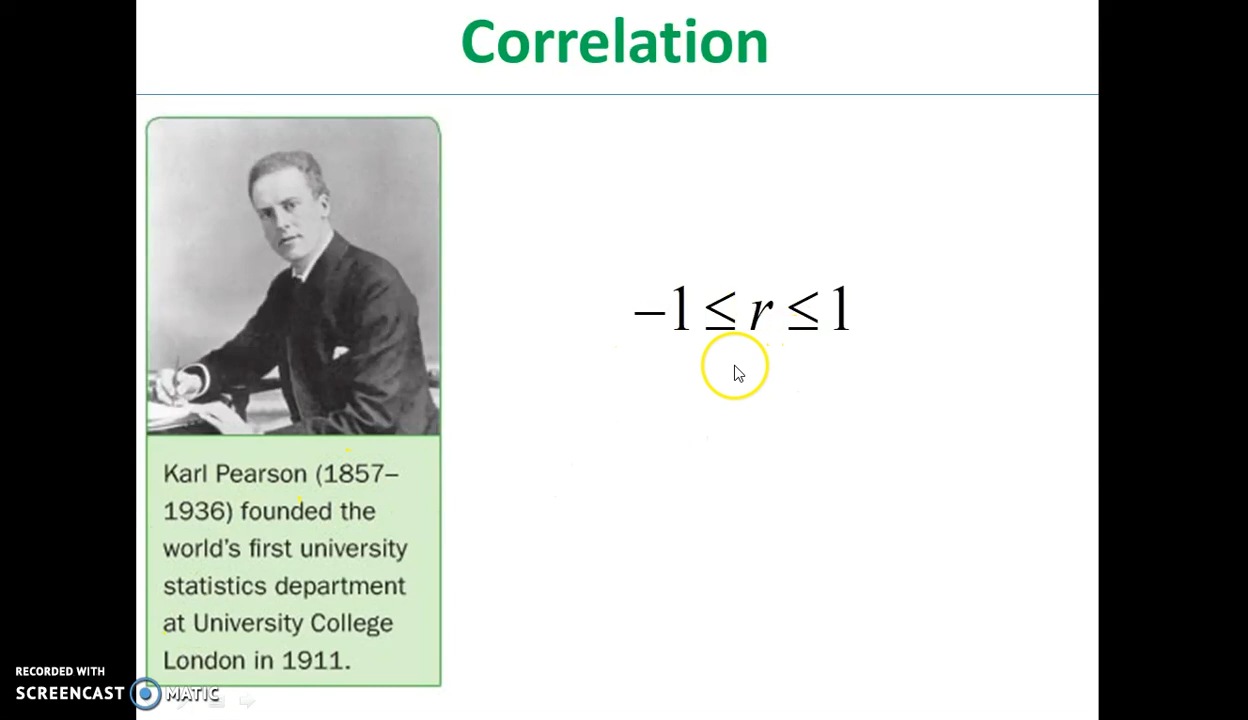 Correlation
−1 ≤ r ≤ 1
Karl Pearson (1857–
1936) founded the
world's first university
statistics department
at University College
London in 1911.
RECORDED WITH
SCREENCAST MATIC